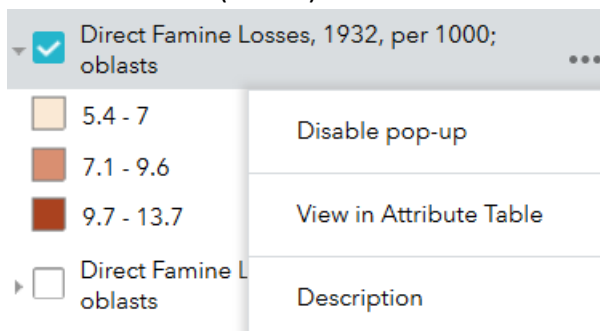 Direct Famine Losses, 1932, per 1000;
oblasts
5.4 - 7
7.1 - 9.6
9.7 - 13.7
Direct Famine L
oblasts
Disable pop-up
View in Attribute Table
Description